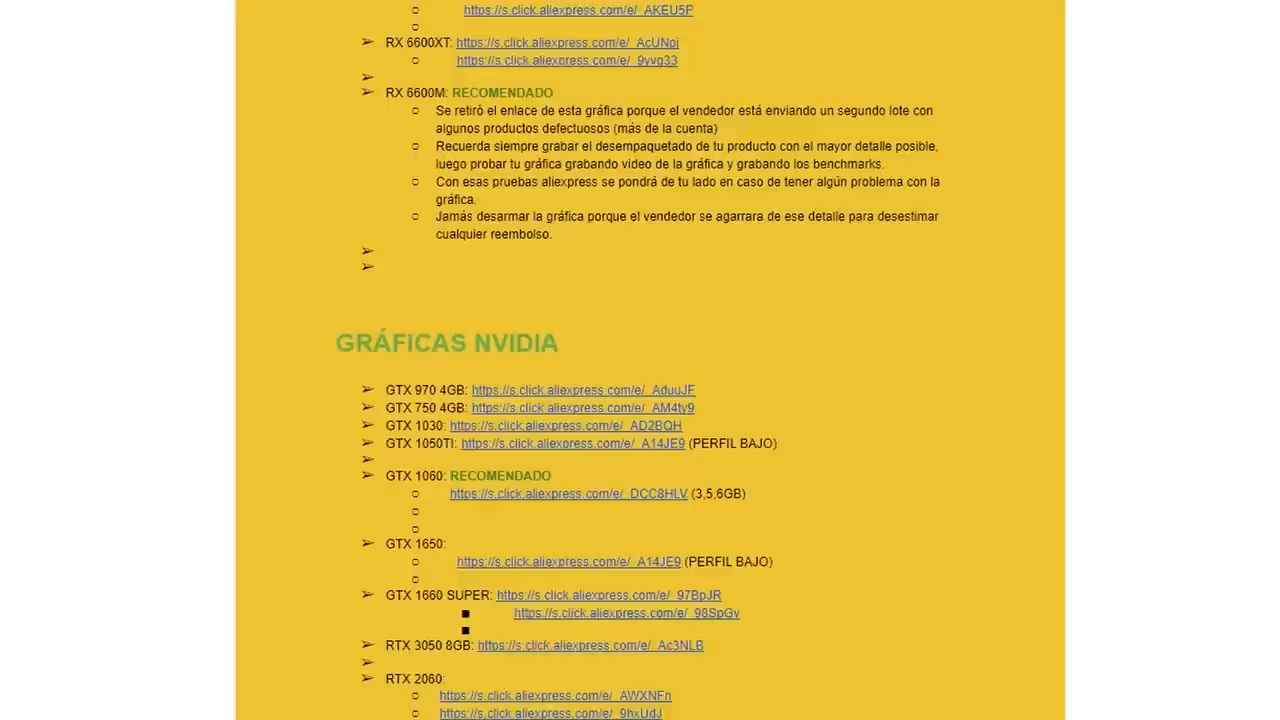 https://s.click.aliexpress.com/e/_AKEU5P
RX 6600XT: https://s.click.aliexpress.com/e/_AcUNpj
https://s.click.aliexpress.com/e/_9yvg33
RX 6600M: RECOMENDADO
Se retiró el enlace de esta gráfica porque el vendedor está enviando un segundo lote con
algunos productos defectuosos (más de la cuenta)
Recuerda siempre grabar el desempaquetado de tu producto con el mayor detalle posible,
luego probar tu gráfica grabando video de la gráfica y grabando los benchmarks.
Con esas pruebas aliexpress se pondrá de tu lado en caso de tener algún problema con la
gráfica.
Jamás desarmar la gráfica porque el vendedor se agarrara de ese detalle para desestimar
cualquier reembolso.
GRÁFICAS NVIDIA
GTX 970 4GB: https://s.click.aliexpress.com/e/_AduuJF
GTX 750 4GB: https://s.click.aliexpress.com/e/_AM4ty9
GTX 1030: https://s.click.aliexpress.com/e/_AD2BQH
GTX 1050TI: https://s.click.aliexpress.com/e/_A14JE9 (PERFIL BAJO)
GTX 1060: RECOMENDADO
https://s.click.aliexpress.com/e/_DCC8HLV (3,5,6GB)
GTX 1650:
https://s.click.aliexpress.com/e/_A14JE9 (PERFIL BAJO)
GTX 1660 SUPER: https://s.click.aliexpress.com/e/_97BpJR
https://s.click.aliexpress.com/e/_98SpGv
RTX 3050 8GB: https://s.click.aliexpress.com/e/_Ac3NLB
RTX 2060:
https://s.click.aliexpress.com/e/_AWXNFn
https://s.click.aliexpress.com/e/_9hxUdJ